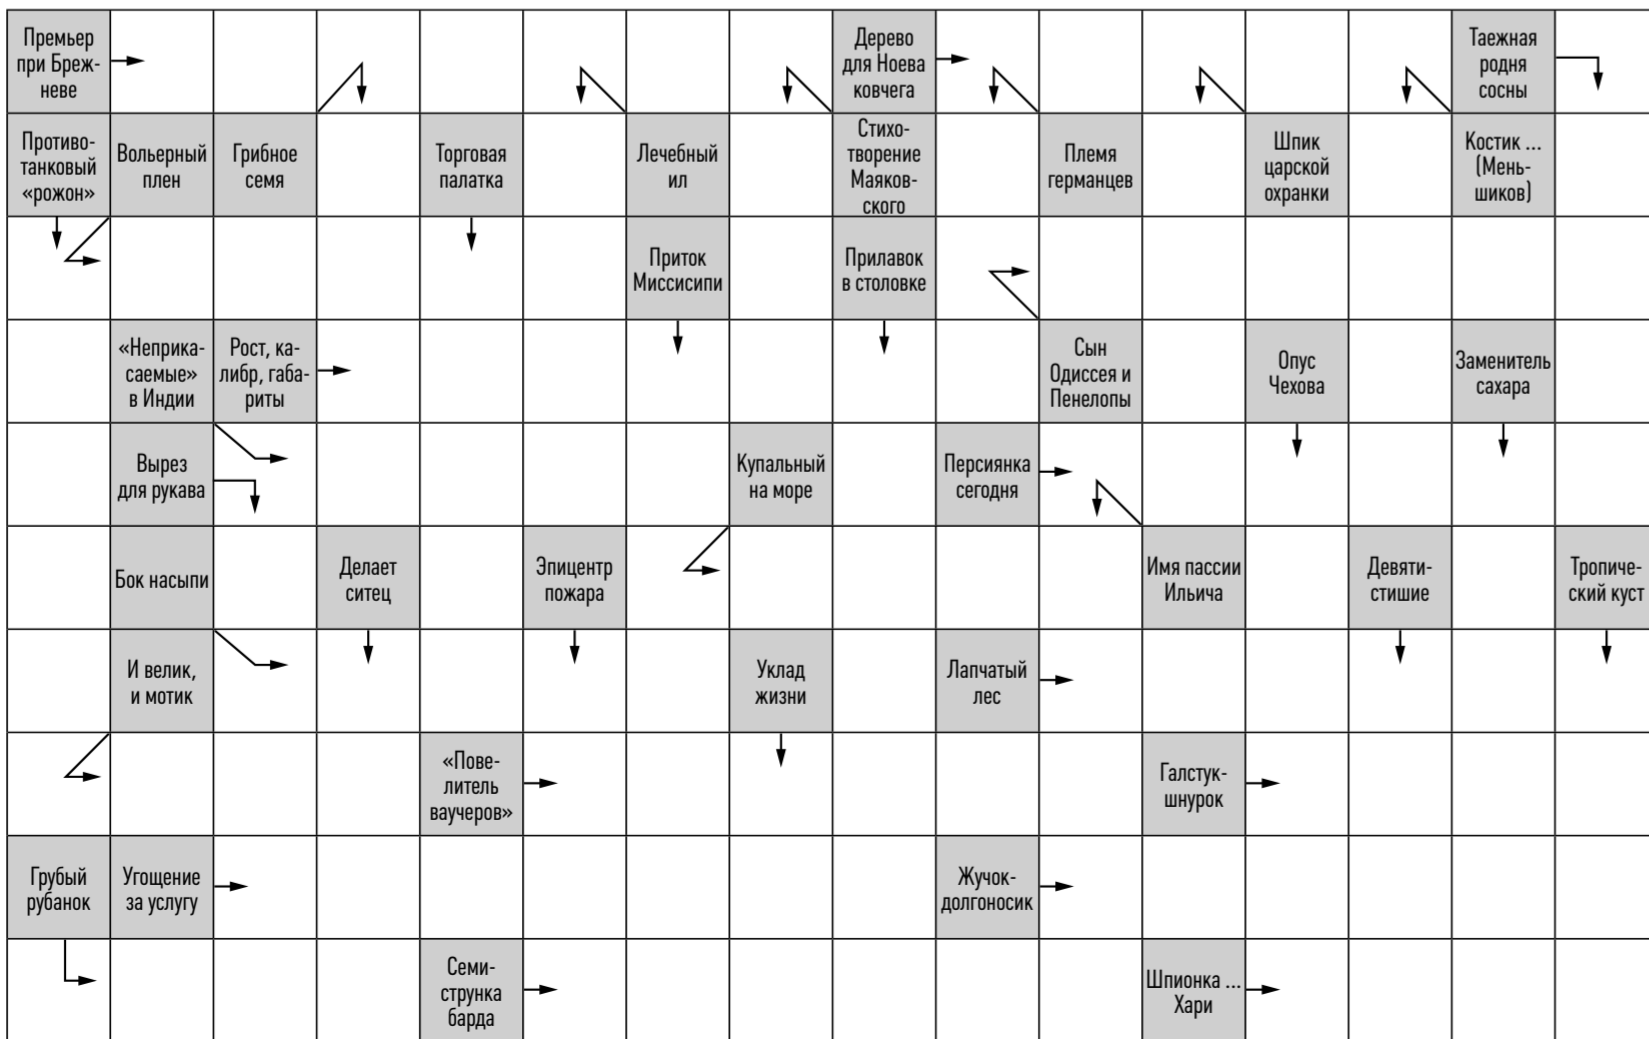 Премьер
при Бреж-
неве
Дерево
для Ноева
ковчега
Таежная
родня
сосны
Противо-
танковый
«рожон»
Вольерный
плен
Грибное
семя
Торговая
палатка
Лечебный
ил
Стихо-
творение
Маяков-
ского
Племя
германцев
Шпик
царской
охранки
Костик ...
(Мень-
шиков)
Приток
Миссисипи
Прилавок
в столовке
«Неприка-
саемые»
в Индии
Рост, ка-
либр, габа-
риты
Сын
Одиссея и
Пенелопы
Опус
Чехова
Заменитель
сахара
Вырез
для рукава
Купальный
на море
Персиянка
сегодня
Бок насыпи
Делает
ситец
Эпицентр
пожара
Имя пассии
Ильича
Девяти-
стишие
Тропиче-
ский куст
И велик,
и мотик
Уклад
жизни
Лапчатый
лес
«Пове-
литель
ваучеров»
Галстук-
шнурок
Грубый
рубанок
Угощение
за услугу
Жучок-
долгоносик
Семи-
струнка
барда
Шпионка ...
Хари